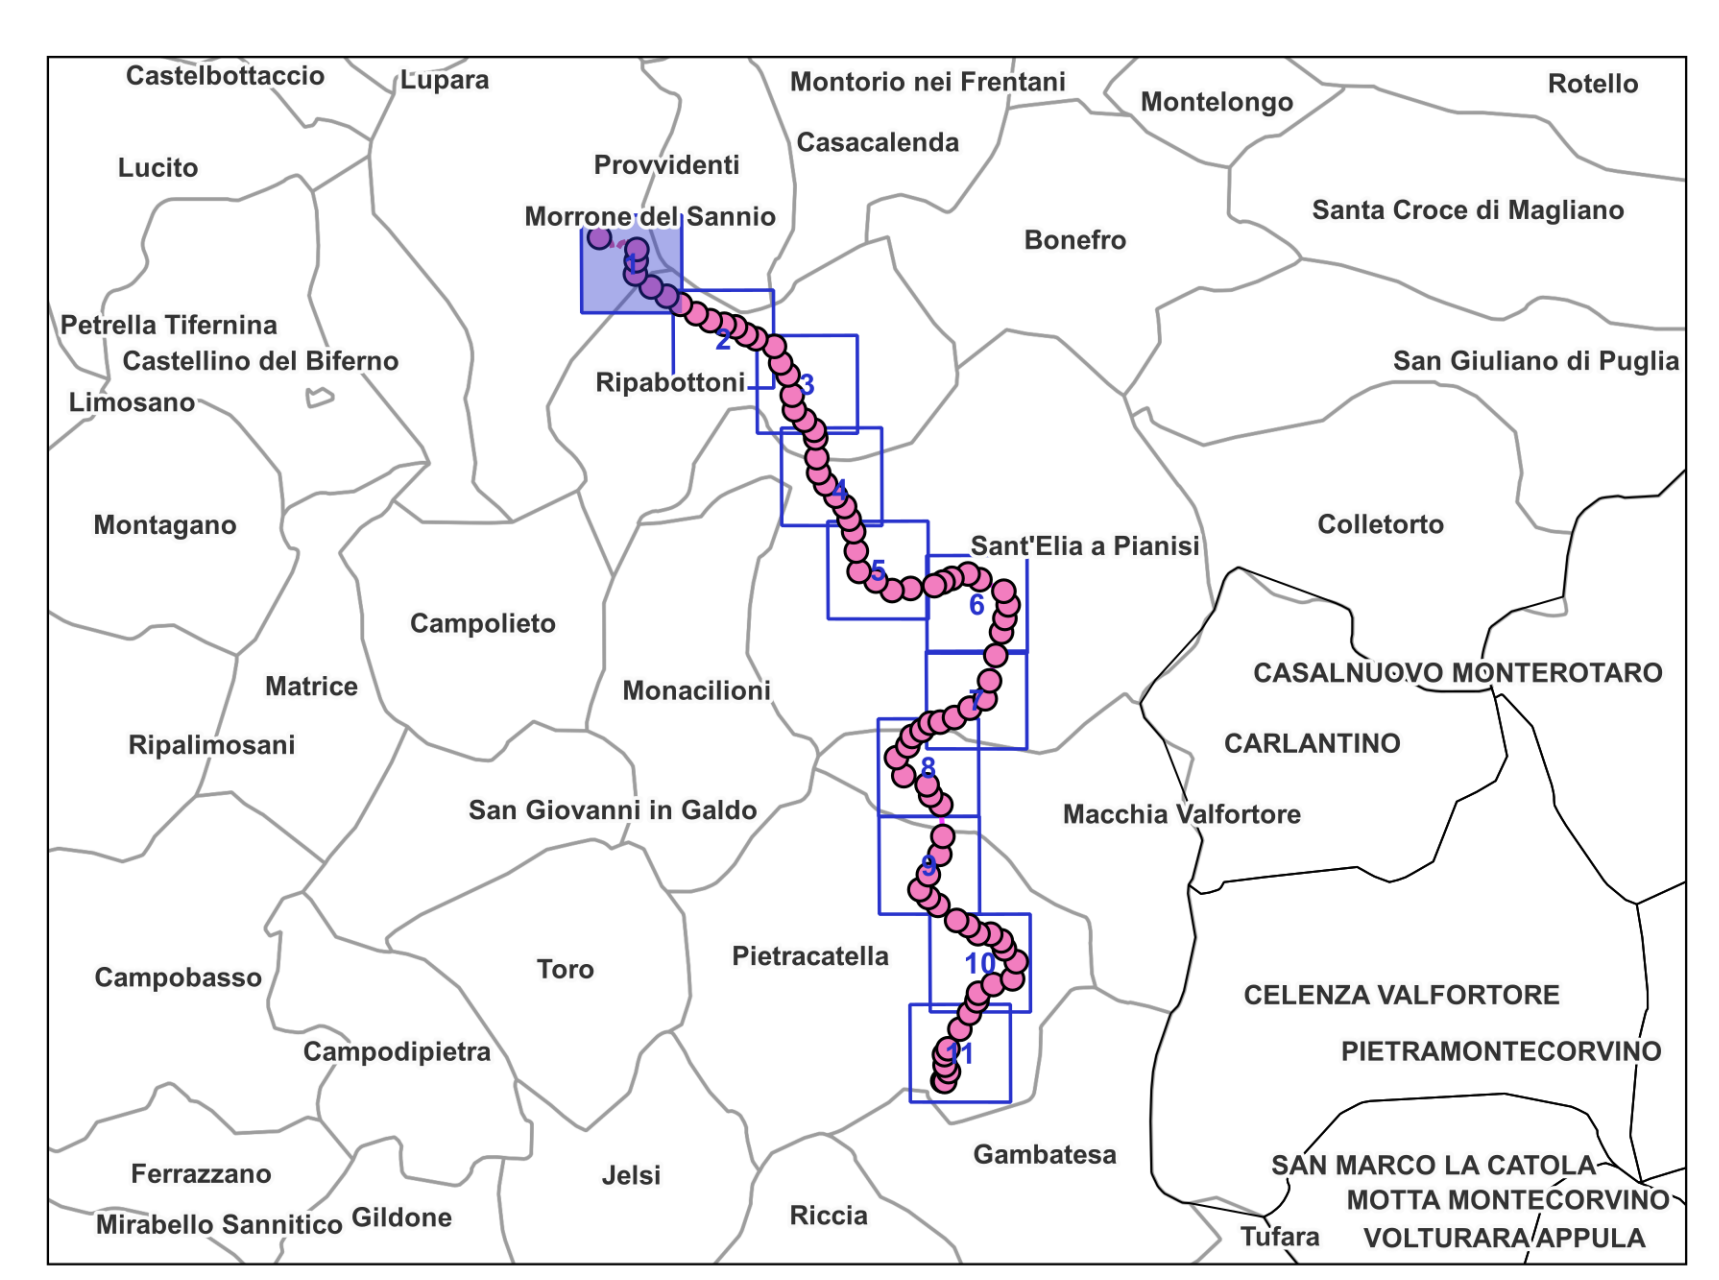 Castelbottaccio
Lupara
Montorio nei Frentani
Rotello
Montelongo
Casacalenda
Lucito
Provvidenti
Santa Croce di Magliano
Morrone del Sannio
Bonefro
1
Petrella Tifernina
2
Castellino del Biferno
San Giuliano di Puglia
Ripabottoni
3
Limosano
4
Montagano
Colletorto
Sant'Elia a Pianisi
5
6
Campolieto
CASALNUOVO MONTEROTARO
Matrice
Monacilioni
7
Ripalimosani
CARLANTINO
8
San Giovanni in Galdo
Macchia Valfortore
9
Pietracatella
10
Toro
Campobasso
CELENZA VALFORTORE
Campodipietra
11
PIETRAMONTECORVINO
Gambatesa
SAN MARCO LA CATOLA
Ferrazzano
Jelsi
MOTTA MONTECORVINO
Riccia
Gildone
Mirabello Sannitico
Tufara
VOLTURARA APPULA